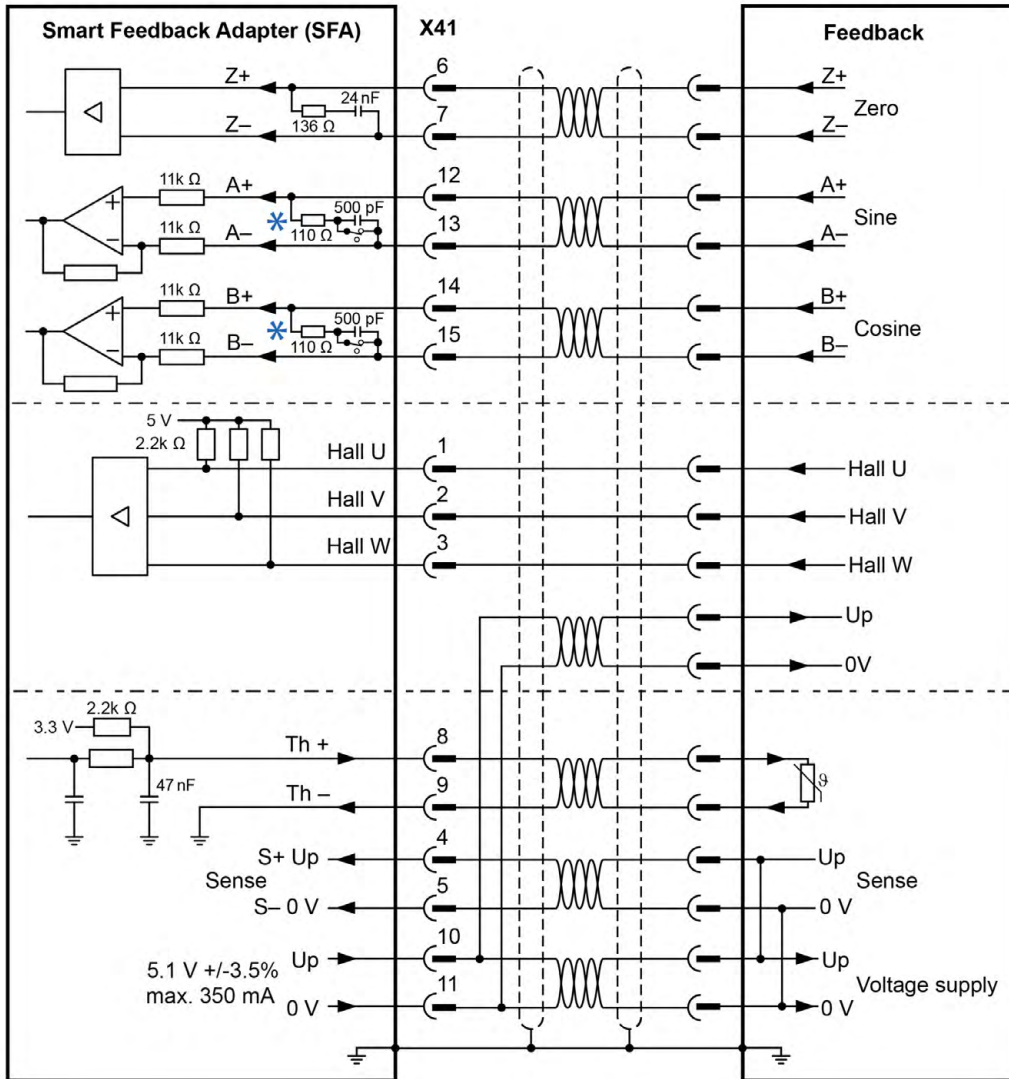 Smart Feedback Adapter (SFA)
X41
Feedback
Z+
6
Z+
24 nF
Zero
136 Ω
Z–
7
Z–
11k Ω
A+
12
A+
500 pF
Sine
*
11k Ω
A–
110 Ω
13
A–
11k Ω
B+
14
B+
500 pF
Cosine
*
11k Ω
B–
110 Ω
15
B–
5 V
2.2k Ω
Hall U
1
Hall U
Hall V
2
Hall V
Hall W
3
Hall W
Up
0V
2.2k Ω
3.3 V
Th +
8
47 nF
ϑ
Th –
9
S+ Up
4
Up
Sense
Sense
S– 0 V
5
0 V
Up
10
Up
5.1 V +/-3.5%
max. 350 mA
Voltage supply
0 V
11
0 V